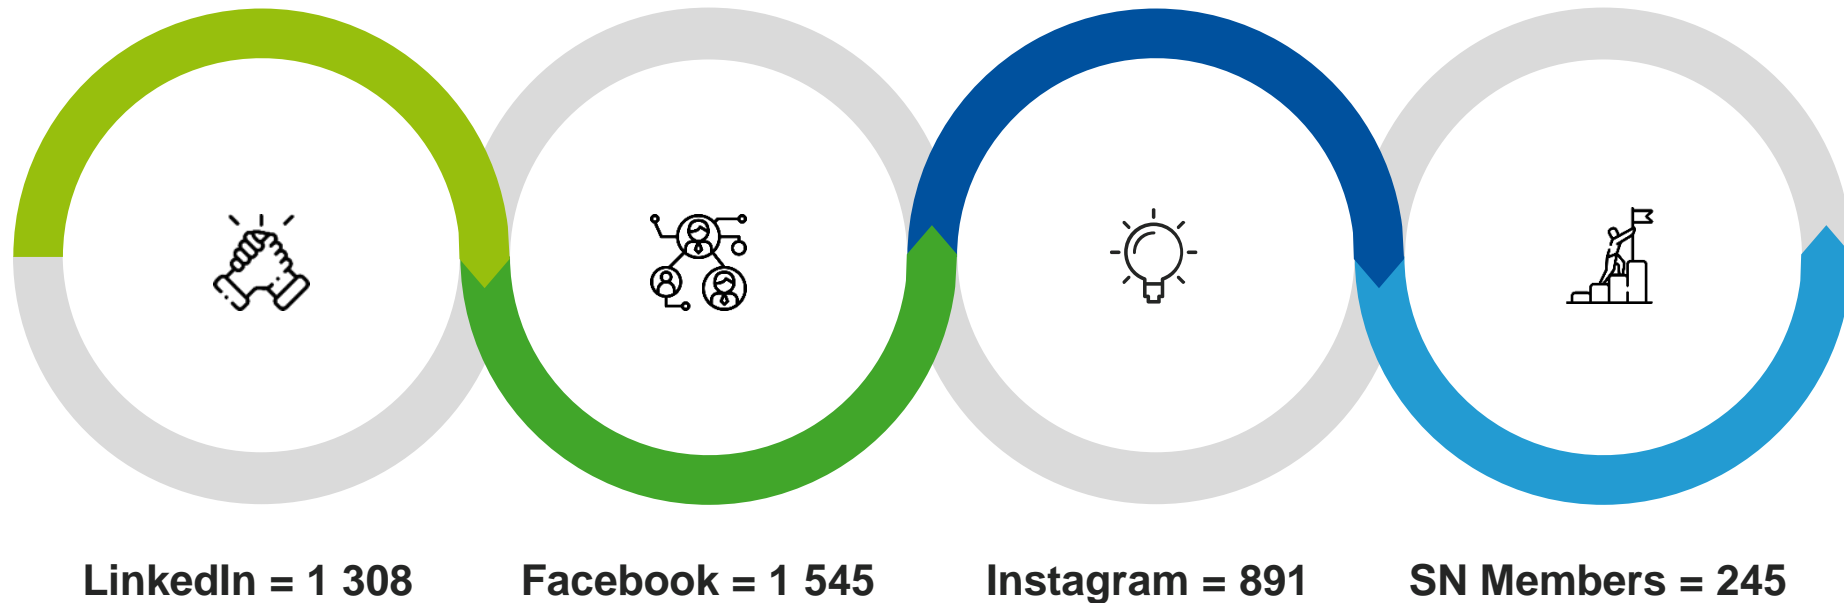 LinkedIn = 1 308
Facebook = 1 545
Instagram = 891
SN Members = 245